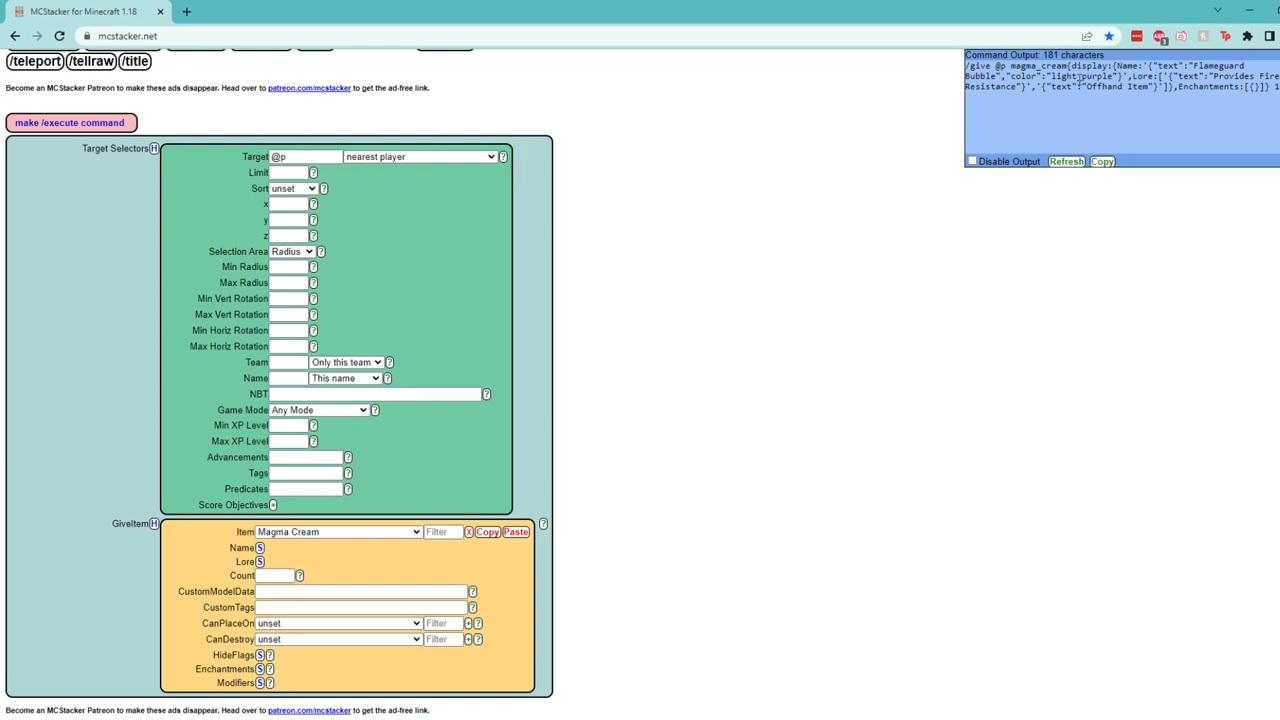 MCStacker for Minecraft 1.18
mcstacker.net
/teleport /tellraw /title
Become an MCStacker Patreon to make these ads disappear. Head over to patreon.com/mcstacker to get the ad-free link.
make /execute command
Command Output: 181 characters
/give @p magma_cream{display:{Name:'{"text":"Flameguard
Bubble","color":"light_purple"}',Lore:['{"text":"Provides Fire
Resistance"}','{"text":"Offhand Item"}']},Enchantments:[{}]} 1
Disable Output Refresh Copy
Target Selectors H
Target @p nearest player ?
Limit ?
Sort unset ?
x ?
y ?
z ?
Selection Area Radius ?
Min Radius ?
Max Radius ?
Min Vert Rotation ?
Max Vert Rotation ?
Min Horiz Rotation ?
Max Horiz Rotation ?
Team Only this team ?
Name This name ?
NBT ?
Game Mode Any Mode ?
Min XP Level ?
Max XP Level ?
Advancements ?
Tags ?
Predicates ?
Score Objectives +
GiveItem H ?
Item Magma Cream Filter X Copy Paste
Name S
Lore S
Count ?
CustomModelData ?
CustomTags ?
CanPlaceOn unset Filter + ?
CanDestroy unset Filter + ?
HideFlags S ?
Enchantments S ?
Modifiers S ?
Become an MCStacker Patreon to make these ads disappear. Head over to patreon.com/mcstacker to get the ad-free link.